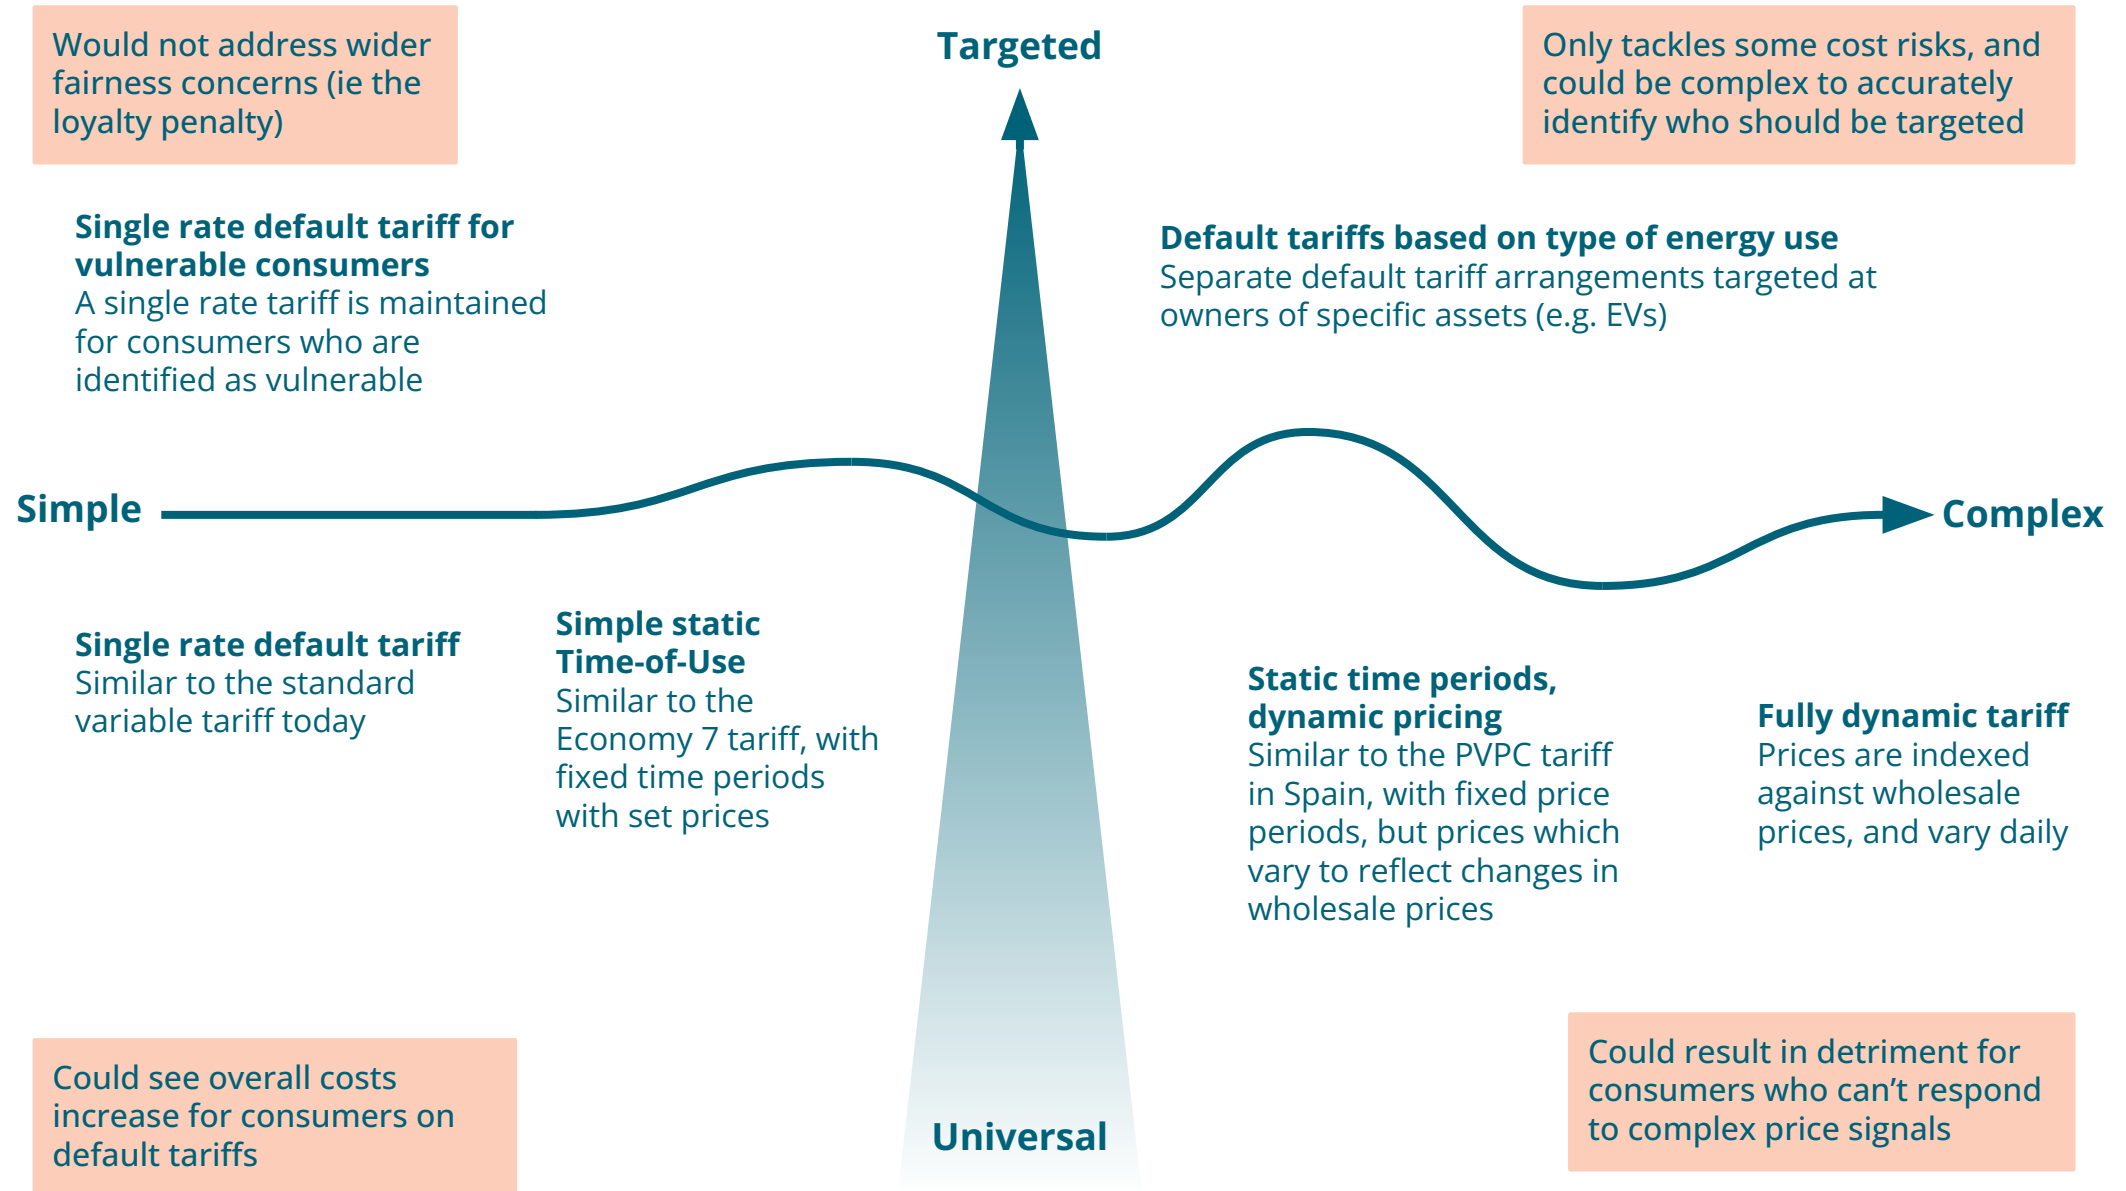 Would not address wider
fairness concerns (ie the
loyalty penalty)
Targeted
Only tackles some cost risks, and
could be complex to accurately
identify who should be targeted
Single rate default tariff for
vulnerable consumers
A single rate tariff is maintained
for consumers who are
identified as vulnerable
Default tariffs based on type of energy use
Separate default tariff arrangements targeted at
owners of specific assets (e.g. EVs)
Simple
Complex
Single rate default tariff
Similar to the standard
variable tariff today
Simple static
Time-of-Use
Similar to the
Economy 7 tariff, with
fixed time periods
with set prices
Static time periods,
dynamic pricing
Similar to the PVPC tariff
in Spain, with fixed price
periods, but prices which
vary to reflect changes in
wholesale prices
Fully dynamic tariff
Prices are indexed
against wholesale
prices, and vary daily
Could see overall costs
increase for consumers on
default tariffs
Universal
Could result in detriment for
consumers who can’t respond
to complex price signals